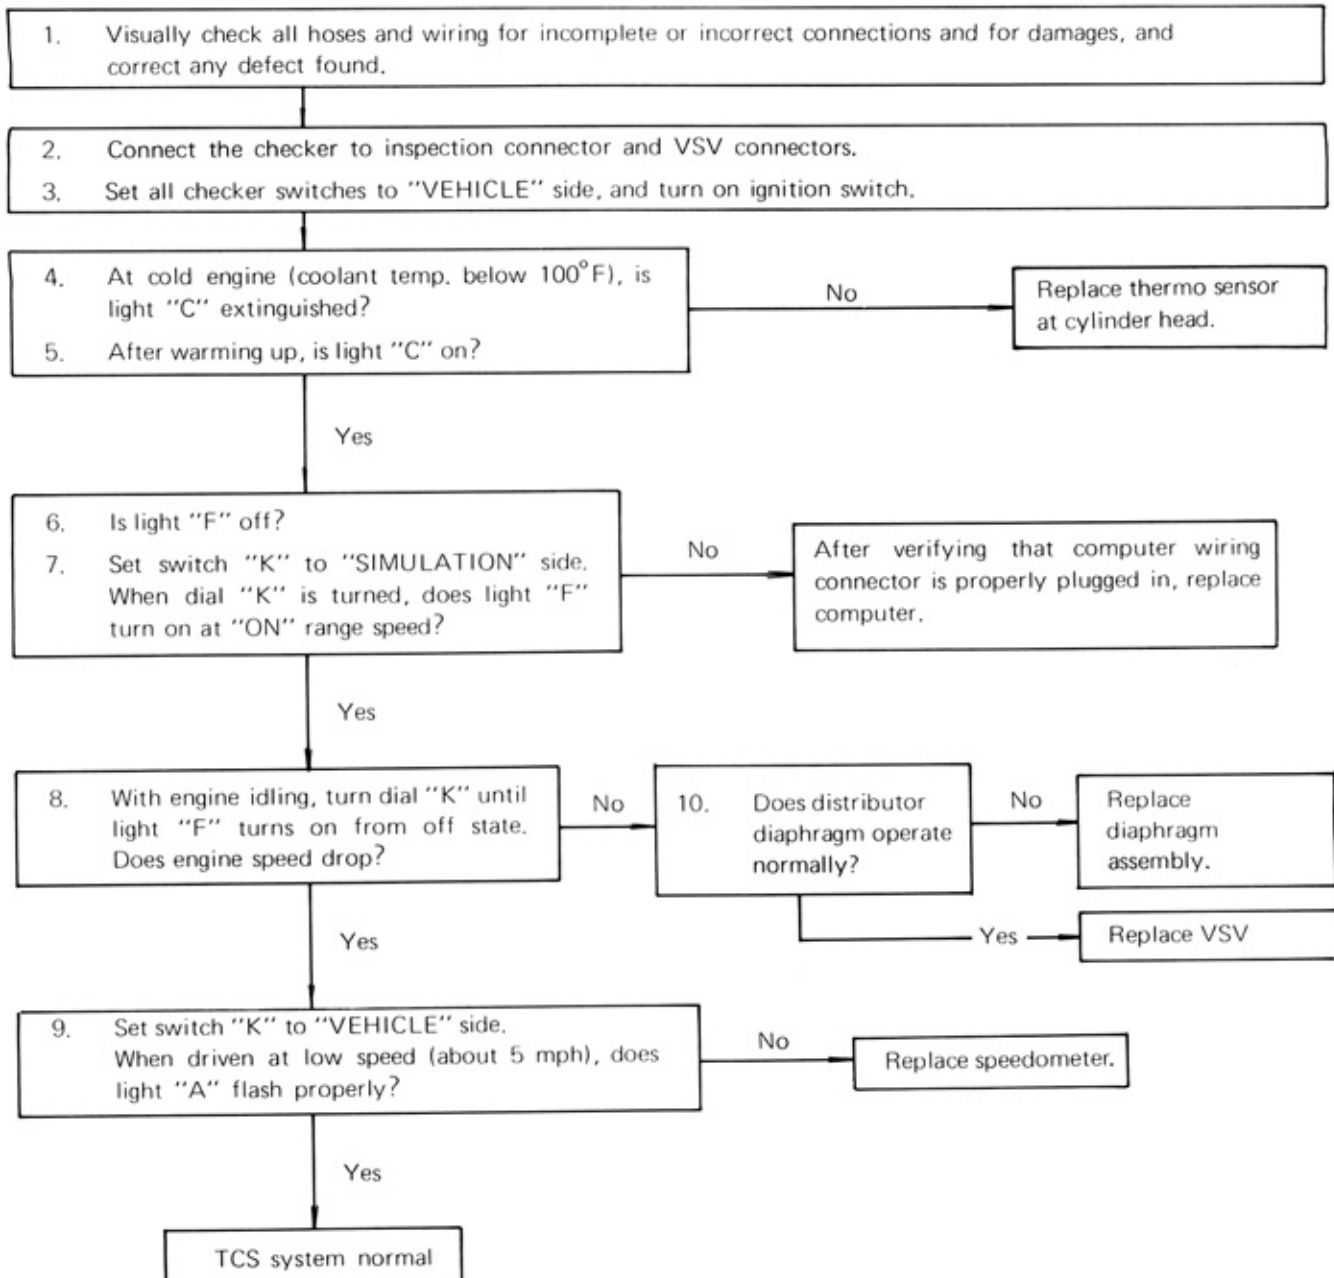 1. Visually check all hoses and wiring for incomplete or incorrect connections and for damages, and
correct any defect found.
2. Connect the checker to inspection connector and VSV connectors.
3. Set all checker switches to "VEHICLE" side, and turn on ignition switch.
4. At cold engine (coolant temp. below 100°F), is
light "C" extinguished?
5. After warming up, is light "C" on?
No
Replace thermo sensor
at cylinder head.
Yes
6. Is light "F" off?
7. Set switch "K" to "SIMULATION" side.
When dial "K" is turned, does light "F"
turn on at "ON" range speed?
No
After verifying that computer wiring
connector is properly plugged in, replace
computer.
Yes
8. With engine idling, turn dial "K" until
light "F" turns on from off state.
Does engine speed drop?
No
10. Does distributor
diaphragm operate
normally?
No
Replace
diaphragm
assembly.
Yes
Replace VSV
Yes
9. Set switch "K" to "VEHICLE" side.
When driven at low speed (about 5 mph), does
light "A" flash properly?
No
Replace speedometer.
Yes
TCS system normal